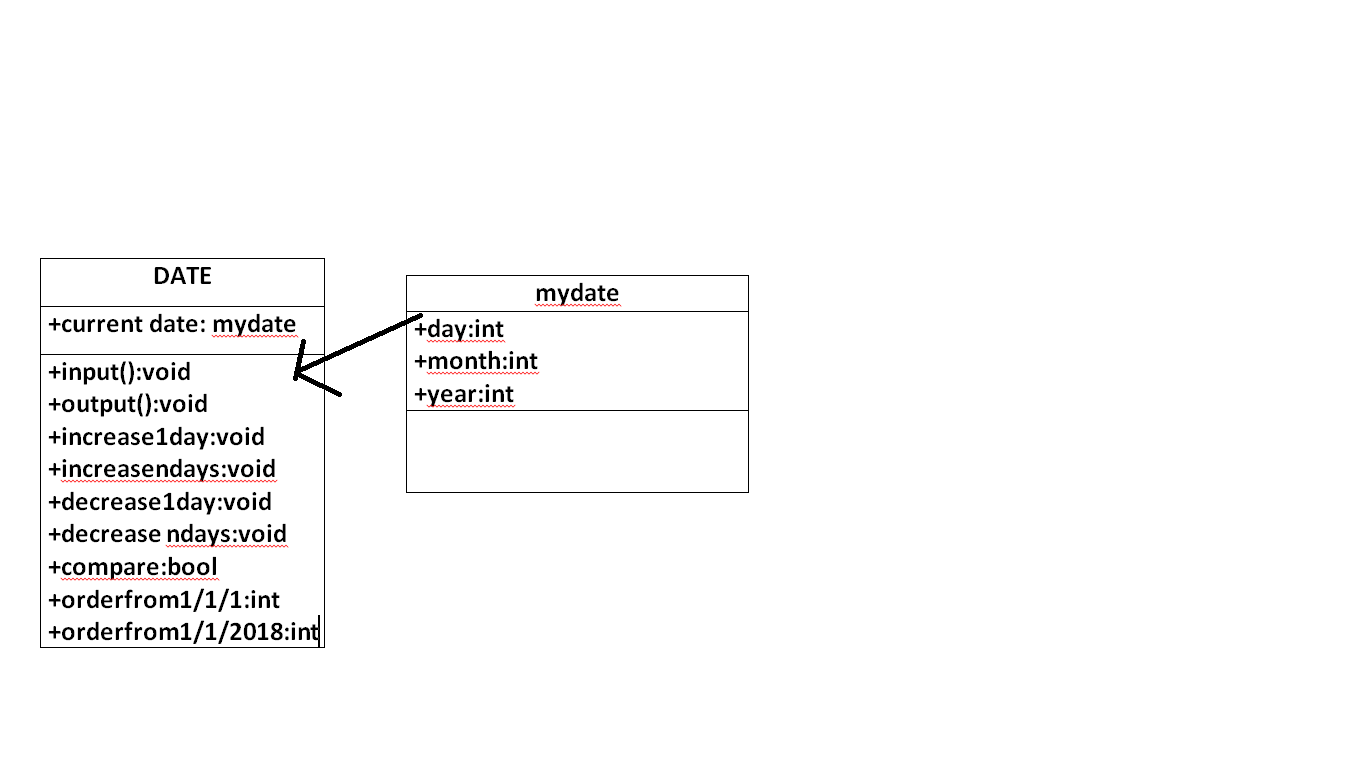 DATE
+current date: mydate
+input():void
+output():void
+increase1day:void
+increasendays:void
+decrease1day:void
+decrease ndays:void
+compare:bool
+orderfrom1/1/1:int
+orderfrom1/1/2018:int
mydate
+day:int
+month:int
+year:int